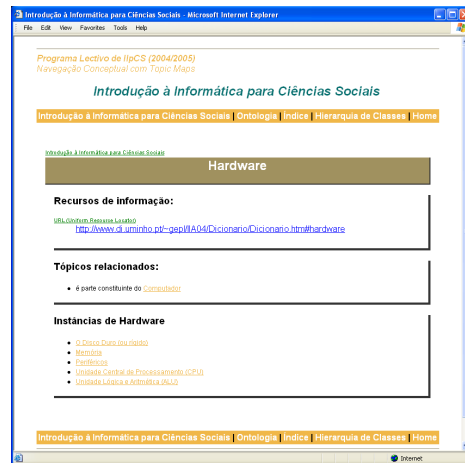 Introdução à Informática para Ciências Sociais - Microsoft Internet Explorer
File Edit View Favorites Tools Help
Programa Lectivo de IIpCS (2004/2005)
Navegação Conceptual com Topic Maps
Introdução à Informática para Ciências Sociais
Introdução à Informática para Ciências Sociais | Ontologia | Índice | Hierarquia de Classes | Home
Introdução à Informática para Ciências Sociais
Hardware
Recursos de informação:
URL(Uniform Resource Locator)
http://www.di.uminho.pt/~gepl/IIA04/Dicionario/Dicionario.htm#hardware
Tópicos relacionados:
é parte constituinte do Computador
Instâncias de Hardware
O Disco Duro (ou rígido)
Memória
Periféricos
Unidade Central de Processamento (CPU)
Unidade Lógica e Aritmética (ALU)
Introdução à Informática para Ciências Sociais | Ontologia | Índice | Hierarquia de Classes | Home
Internet